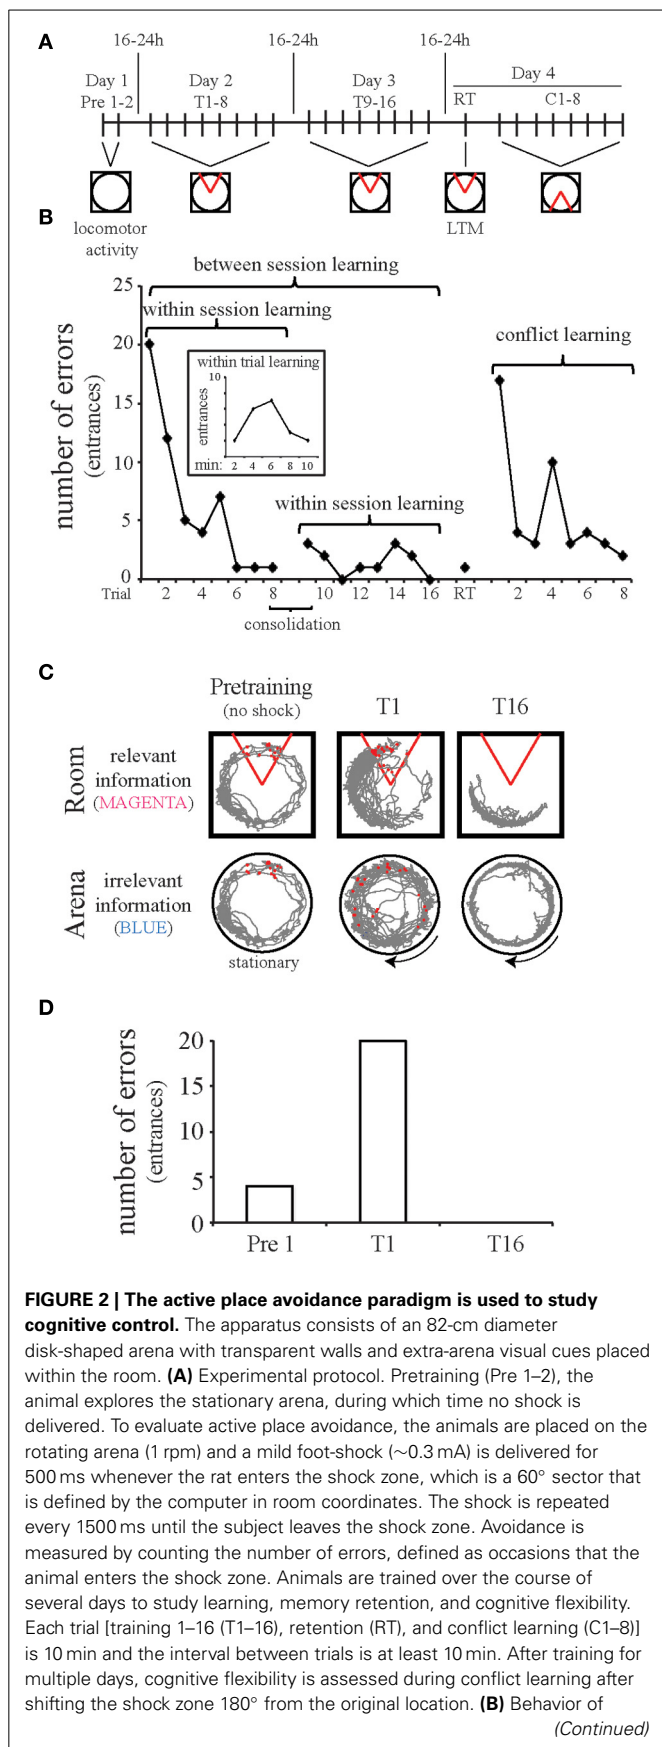 A
16-24h 16-24h 16-24h
Day 1 Day 2 Day 3 Day 4
Pre 1-2 T1-8 T9-16 RT C1-8
locomotor
activity
LTM
B
between session learning
within session learning
conflict learning
within trial learning
10
entrances
min: 2 4 6 8 10
within session learning
number of errors
(entrances)
25
20
15
10
5
0
Trial 2 4 6 8 10 12 14 16 RT 2 4 6 8
consolidation
C
Pretraining
(no shock)
T1
T16
Room
relevant
information
(MAGENTA)
Arena
irrelevant
information
(BLUE)
stationary
D
number of errors
(entrances)
20
15
10
5
0
Pre 1 T1 T16
FIGURE 2 | The active place avoidance paradigm is used to study
cognitive control. The apparatus consists of an 82-cm diameter
disk-shaped arena with transparent walls and extra-arena visual cues placed
within the room. (A) Experimental protocol. Pretraining (Pre 1–2), the
animal explores the stationary arena, during which time no shock is
delivered. To evaluate active place avoidance, the animals are placed on the
rotating arena (1 rpm) and a mild foot-shock (∼0.3 mA) is delivered for
500 ms whenever the rat enters the shock zone, which is a 60° sector that
is defined by the computer in room coordinates. The shock is repeated
every 1500 ms until the subject leaves the shock zone. Avoidance is
measured by counting the number of errors, defined as occasions that the
animal enters the shock zone. Animals are trained over the course of
several days to study learning, memory retention, and cognitive flexibility.
Each trial [training 1–16 (T1–16), retention (RT), and conflict learning (C1–8)]
is 10 min and the interval between trials is at least 10 min. After training for
multiple days, cognitive flexibility is assessed during conflict learning after
shifting the shock zone 180° from the original location. (B) Behavior of
(Continued)